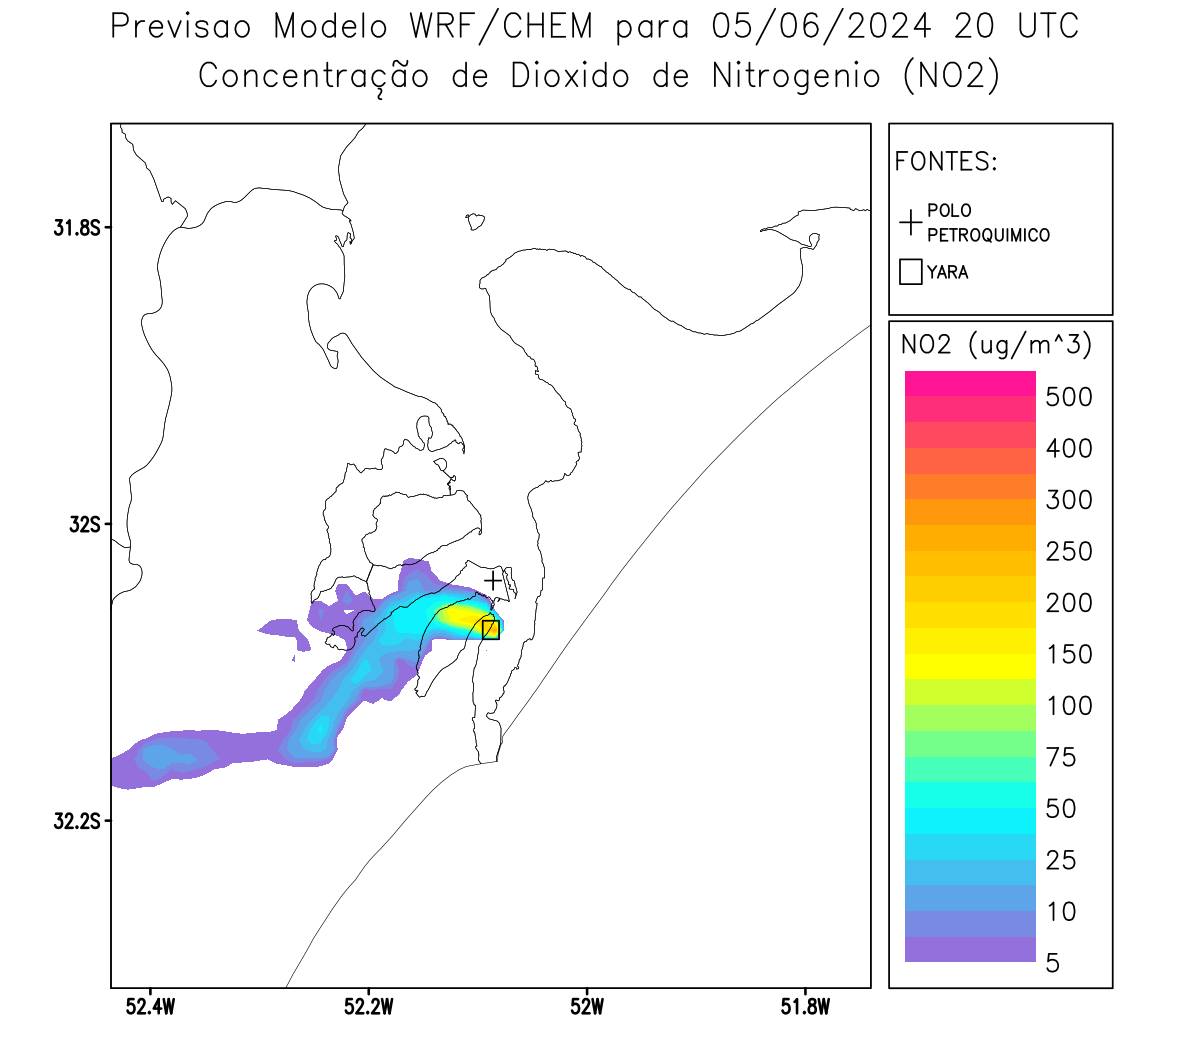 Previsao Modelo WRF/CHEM para 05/06/2024 20 UTC
Concentração de Dioxido de Nitrogenio (NO2)
FONTES:
POLO
PETROQUIMICO
YARA
NO2 (ug/m^3)
500
400
300
250
200
150
100
75
50
25
10
5
31.8S
32S
32.2S
52.4W
52.2W
52W
51.8W